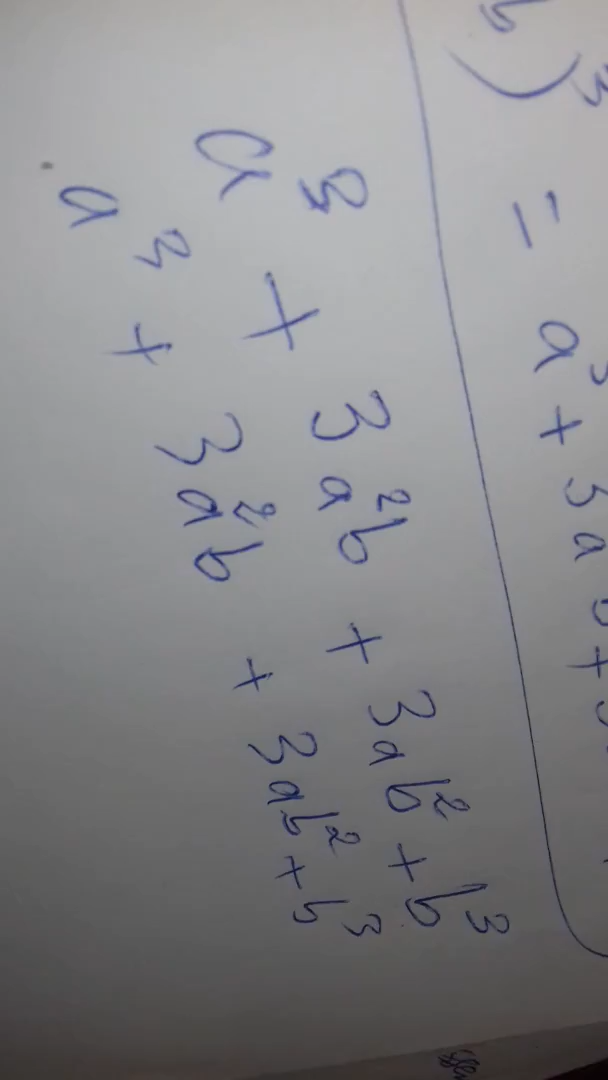 b)³ = a³ + 3a
a³ + 3a²b + 3ab² + b³
a³ + 3a²b + 3ab² + b³